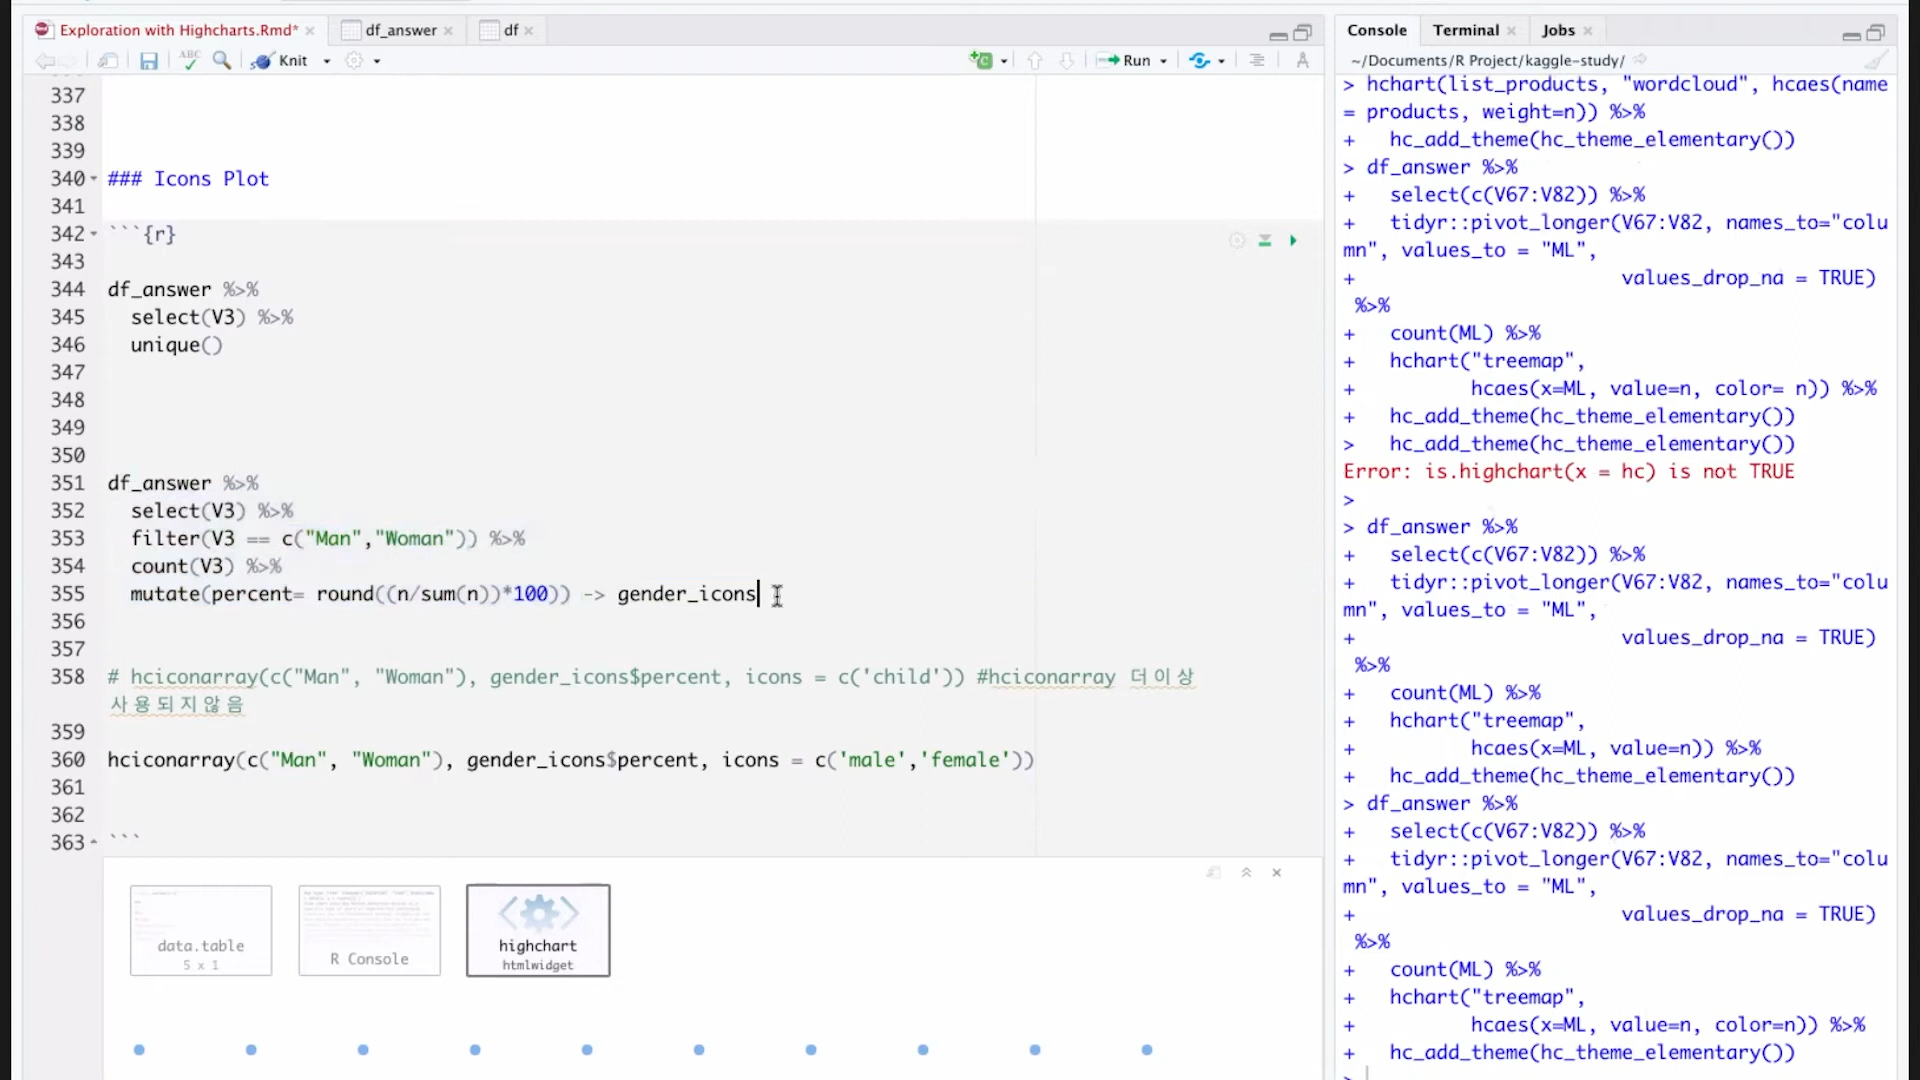 Exploration with Highcharts.Rmd*
df_answer
df
Knit
Run
337
338
339
340 ### Icons Plot
341
342 ```{r}
343
344 df_answer %>%
345 select(V3) %>%
346 unique()
347
348
349
350
351 df_answer %>%
352 select(V3) %>%
353 filter(V3 == c("Man","Woman")) %>%
354 count(V3) %>%
355 mutate(percent= round((n/sum(n))*100)) -> gender_icons
356
357
358 # hciconarray(c("Man", "Woman"), gender_icons$percent, icons = c('child')) #hciconarray 더이상
사용되지않음
359
360 hciconarray(c("Man", "Woman"), gender_icons$percent, icons = c('male','female'))
361
362
363 ```
data.table
5 x 1
R Console
highchart
htmlwidget
Console
Terminal
Jobs
~/Documents/R Project/kaggle-study/
> hchart(list_products, "wordcloud", hcaes(name
= products, weight=n)) %>%
+ hc_add_theme(hc_theme_elementary())
> df_answer %>%
+ select(c(V67:V82)) %>%
+ tidyr::pivot_longer(V67:V82, names_to="colu
mn", values_to = "ML",
+ values_drop_na = TRUE)
%>%
+ count(ML) %>%
+ hchart("treemap",
+ hcaes(x=ML, value=n, color= n)) %>%
+ hc_add_theme(hc_theme_elementary())
> hc_add_theme(hc_theme_elementary())
Error: is.highchart(x = hc) is not TRUE
>
> df_answer %>%
+ select(c(V67:V82)) %>%
+ tidyr::pivot_longer(V67:V82, names_to="colu
mn", values_to = "ML",
+ values_drop_na = TRUE)
%>%
+ count(ML) %>%
+ hchart("treemap",
+ hcaes(x=ML, value=n)) %>%
+ hc_add_theme(hc_theme_elementary())
> df_answer %>%
+ select(c(V67:V82)) %>%
+ tidyr::pivot_longer(V67:V82, names_to="colu
mn", values_to = "ML",
+ values_drop_na = TRUE)
%>%
+ count(ML) %>%
+ hchart("treemap",
+ hcaes(x=ML, value=n, color=n)) %>%
+ hc_add_theme(hc_theme_elementary())
>